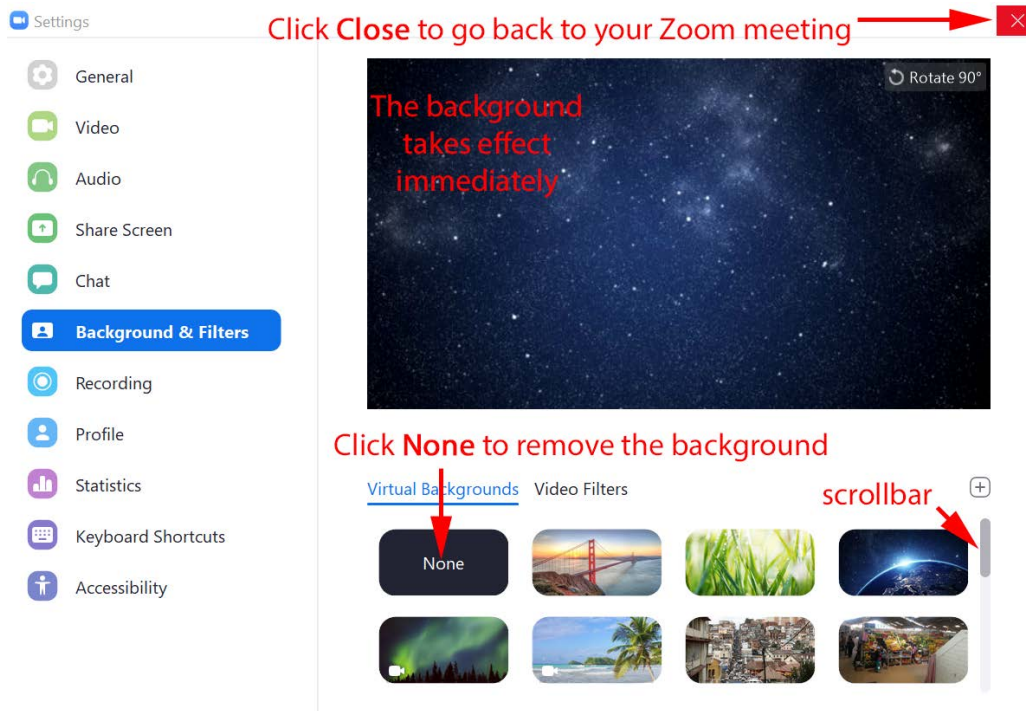 Settings
Click Close to go back to your Zoom meeting
General
Video
Audio
Share Screen
Chat
Background & Filters
Recording
Profile
Statistics
Keyboard Shortcuts
Accessibility
Rotate 90°
The background
takes effect
immediately
Click None to remove the background
Virtual Backgrounds Video Filters
scrollbar
None